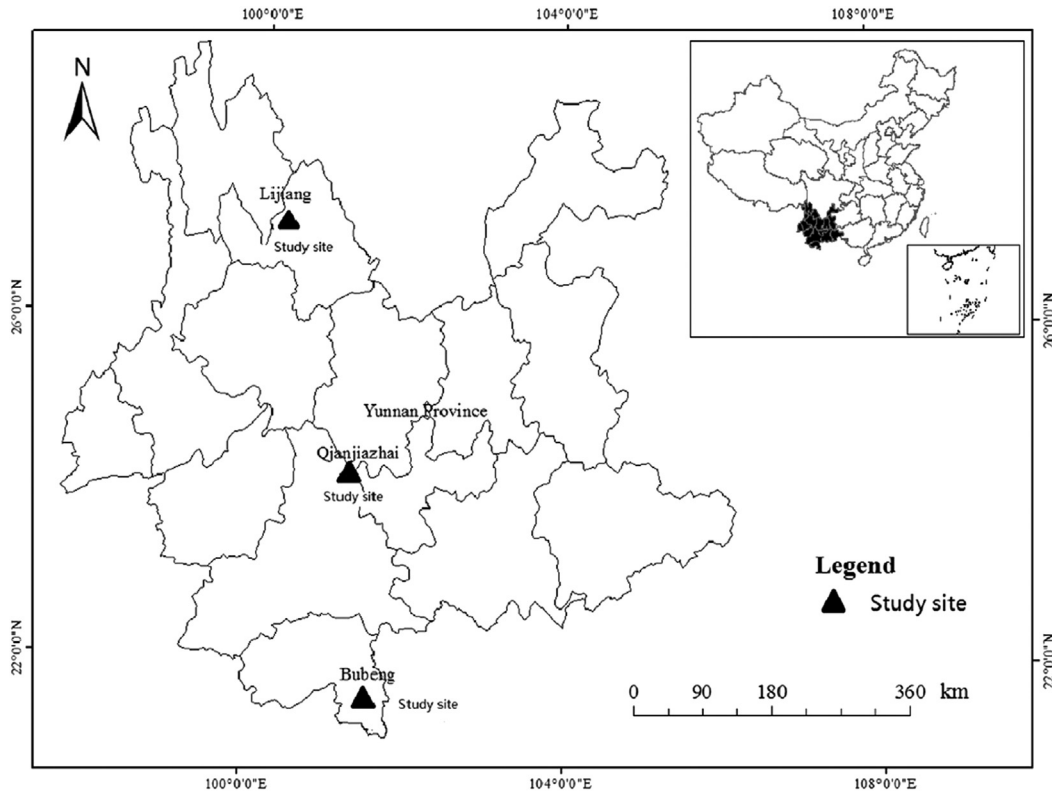 100°0'0"E
104°0'0"E
108°0'0"E
N
Lijiang
Study site
26°0'0"N
26°0'0"N
Yunnan Province
Qianjiazhai
Study site
Legend
Study site
22°0'0"N
22°0'0"N
Bubeng
Study site
0 90 180 360 km
100°0'0"E
104°0'0"E
108°0'0"E